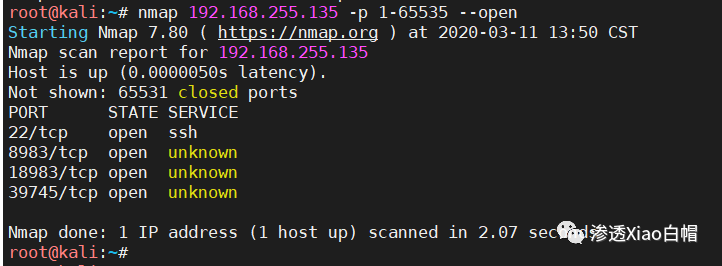 root@kali:~# nmap 192.168.255.135 -p 1-65535 --open
Starting Nmap 7.80 ( https://nmap.org ) at 2020-03-11 13:50 CST
Nmap scan report for 192.168.255.135
Host is up (0.0000050s latency).
Not shown: 65531 closed ports
PORT      STATE SERVICE
22/tcp    open  ssh
8983/tcp  open  unknown
18983/tcp open  unknown
39745/tcp open  unknown
Nmap done: 1 IP address (1 host up) scanned in 2.07 seconds
渗透Xiao白帽
root@kali:~#